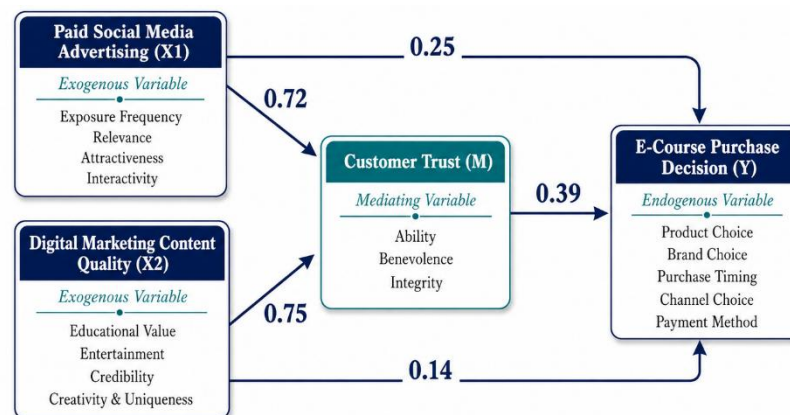 Paid Social Media
Advertising (X1)
Exogenous Variable
Exposure Frequency
Relevance
Attractiveness
Interactivity
0.25
0.72
Customer Trust (M)
Mediating Variable
Ability
Benevolence
Integrity
0.39
E-Course Purchase
Decision (Y)
Endogenous Variable
Product Choice
Brand Choice
Purchase Timing
Channel Choice
Payment Method
Digital Marketing Content
Quality (X2)
Exogenous Variable
Educational Value
Entertainment
Credibility
Creativity & Uniqueness
0.75
0.14